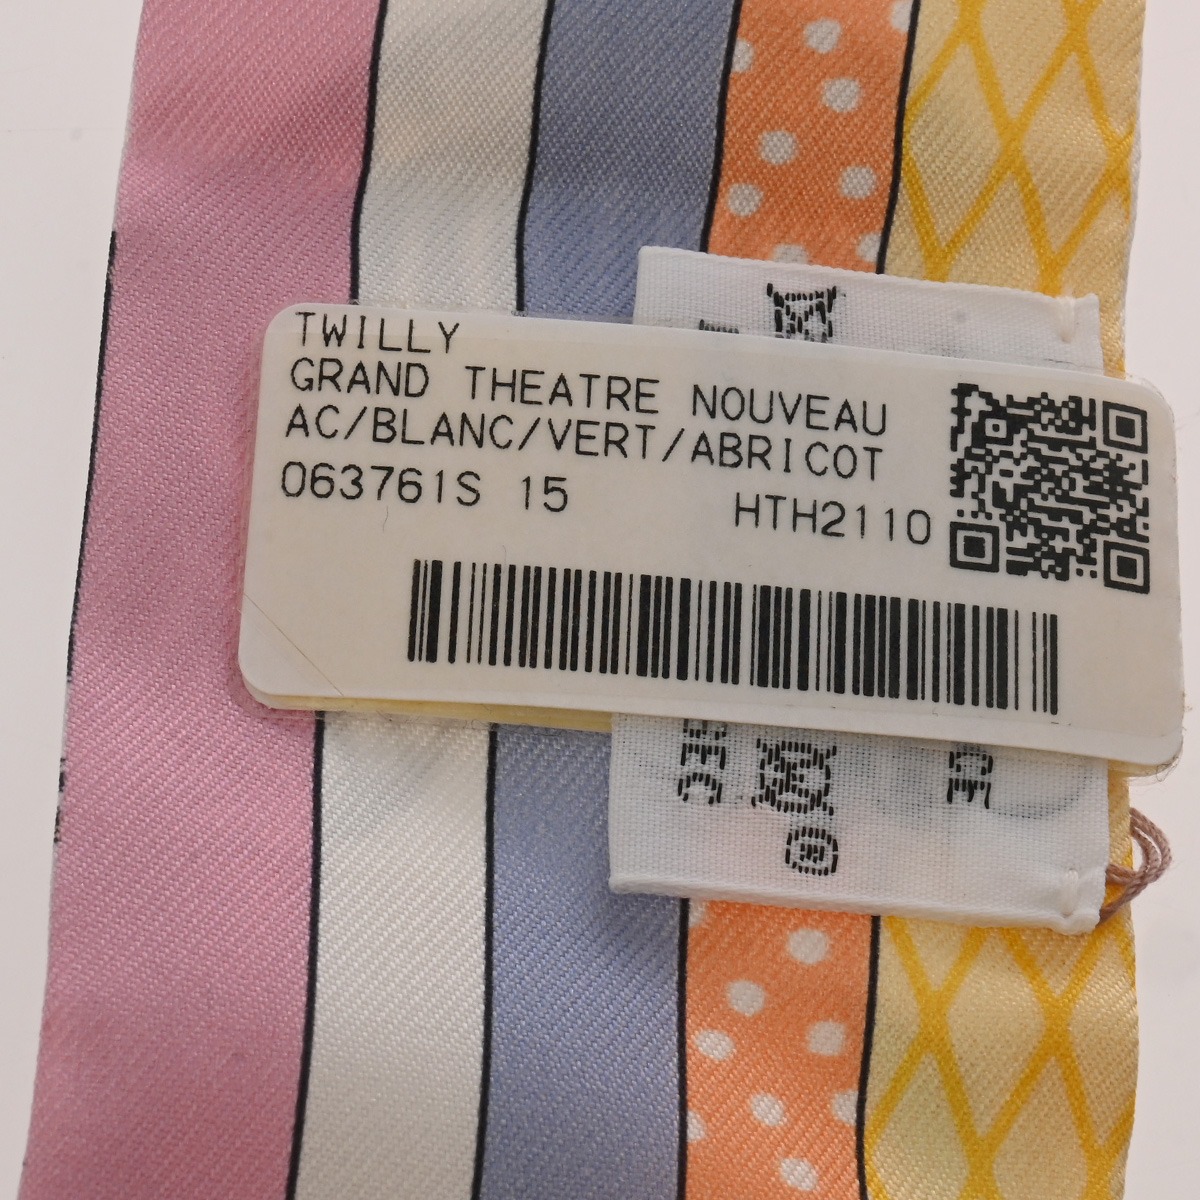 TWILLY
GRAND THEATRE NOUVEAU
AC/BLANC/VERT/ABRICOT
063761S 15 HTH2110